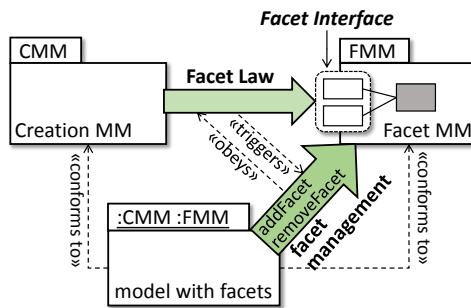 Facet Interface
CMM
FMM
Facet Law
Creation MM
Facet MM
«triggers»
«obeys»
«conforms to»
«conforms to»
addFacet
removeFacet
facet
management
:CMM :FMM
model with facets